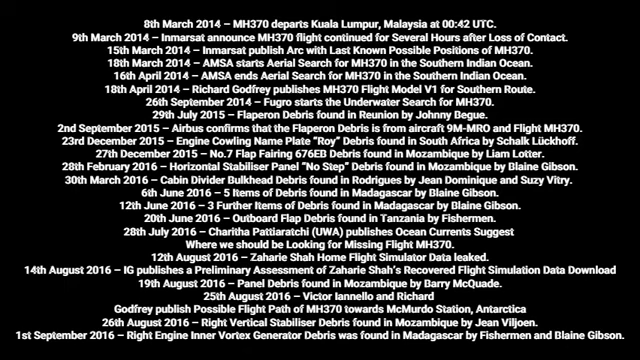 8th March 2014 – MH370 departs Kuala Lumpur, Malaysia at 00:42 UTC.
9th March 2014 – Inmarsat announce MH370 flight continued for Several Hours after Loss of Contact.
15th March 2014 – Inmarsat publish Arc with Last Known Possible Positions of MH370.
18th March 2014 – AMSA starts Aerial Search for MH370 in the Southern Indian Ocean.
16th April 2014 – AMSA ends Aerial Search for MH370 in the Southern Indian Ocean.
18th April 2014 – Richard Godfrey publishes MH370 Flight Model V1 for Southern Route.
26th September 2014 – Fugro starts the Underwater Search for MH370.
29th July 2015 – Flaperon Debris found in Reunion by Johnny Begue.
2nd September 2015 – Airbus confirms that the Flaperon Debris is from aircraft 9M-MRO and Flight MH370.
23rd December 2015 – Engine Cowling Name Plate "Roy" Debris found in South Africa by Schalk Lückhoff.
27th December 2015 – No.7 Flap Fairing 676EB Debris found in Mozambique by Liam Lotter.
28th February 2016 – Horizontal Stabiliser Panel "No Step" Debris found in Mozambique by Blaine Gibson.
30th March 2016 – Cabin Divider Bulkhead Debris found in Rodrigues by Jean Dominique and Suzy Vitry.
6th June 2016 – 5 Items of Debris found in Madagascar by Blaine Gibson.
12th June 2016 – 3 Further Items of Debris found in Madagascar by Blaine Gibson.
20th June 2016 – Outboard Flap Debris found in Tanzania by Fishermen.
28th July 2016 – Charitha Pattiaratchi (UWA) publishes Ocean Currents Suggest
Where we should be Looking for Missing Flight MH370.
12th August 2016 – Zaharie Shah Home Flight Simulator Data leaked.
14th August 2016 – IG publishes a Preliminary Assessment of Zaharie Shah's Recovered Flight Simulation Data Download
19th August 2016 – Panel Debris found in Mozambique by Barry McQuade.
25th August 2016 – Victor Iannello and Richard
Godfrey publish Possible Flight Path of MH370 towards McMurdo Station, Antarctica
26th August 2016 – Right Vertical Stabiliser Debris found in Mozambique by Jean Viljoen.
1st September 2016 – Right Engine Inner Vortex Generator Debris was found in Madagascar by Fishermen and Blaine Gibson.